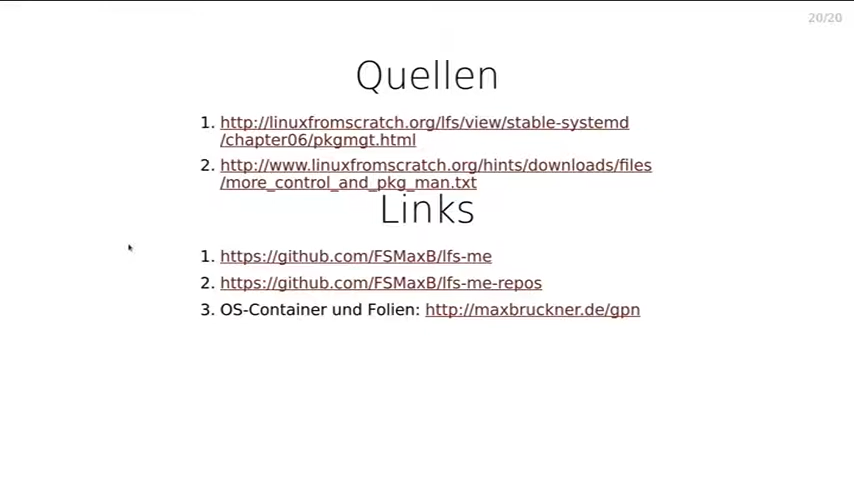 20/20
Quellen
1. http://linuxfromscratch.org/lfs/view/stable-systemd
/chapter06/pkgmgt.html
2. http://www.linuxfromscratch.org/hints/downloads/files
/more_control_and_pkg_man.txt
Links
1. https://github.com/FSMaxB/lfs-me
2. https://github.com/FSMaxB/lfs-me-repos
3. OS-Container und Folien: http://maxbruckner.de/gpn